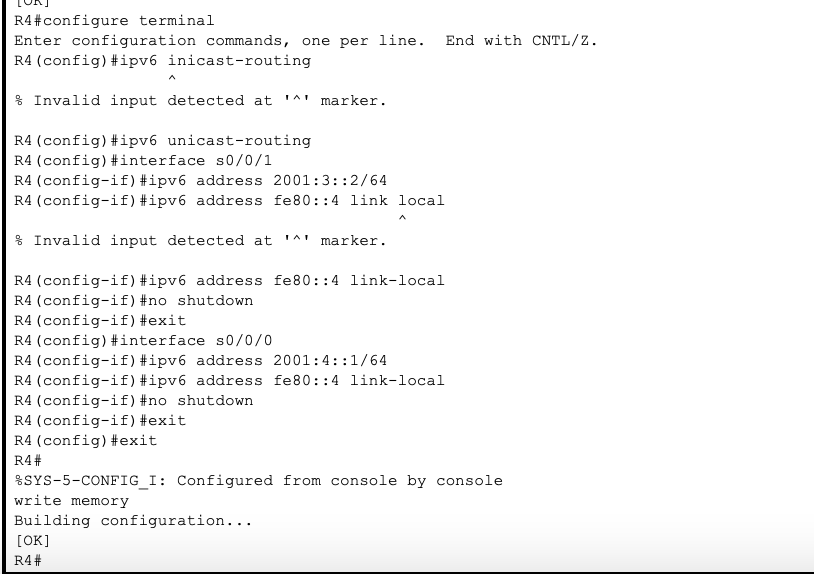 [OK]
R4#configure terminal
Enter configuration commands, one per line.  End with CNTL/Z.
R4(config)#ipv6 inicast-routing
                ^
% Invalid input detected at '^' marker.

R4(config)#ipv6 unicast-routing
R4(config)#interface s0/0/1
R4(config-if)#ipv6 address 2001:3::2/64
R4(config-if)#ipv6 address fe80::4 link local
                                        ^
% Invalid input detected at '^' marker.

R4(config-if)#ipv6 address fe80::4 link-local
R4(config-if)#no shutdown
R4(config-if)#exit
R4(config)#interface s0/0/0
R4(config-if)#ipv6 address 2001:4::1/64
R4(config-if)#ipv6 address fe80::4 link-local
R4(config-if)#no shutdown
R4(config-if)#exit
R4(config)#exit
R4#
%SYS-5-CONFIG_I: Configured from console by console
write memory
Building configuration...
[OK]
R4#